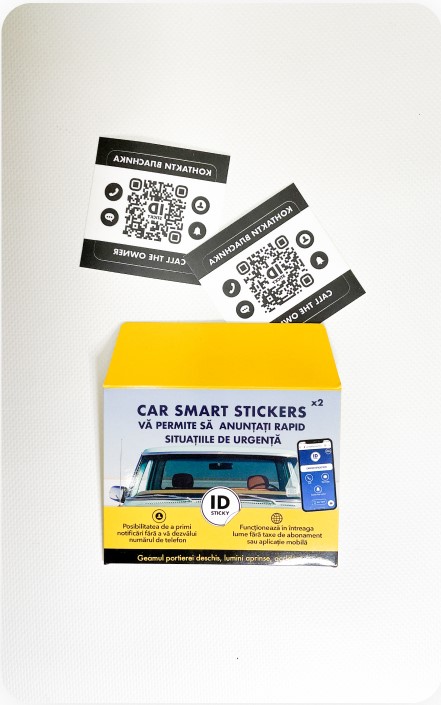 КОНТАКТИ ВЛАСНИКА
ID
STICKY
CALL THE OWNER
КОНТАКТИ ВЛАСНИКА
ID
CALL THE OWNER
CAR SMART STICKERS x2
VĂ PERMITE SĂ ANUNȚAȚI RAPID
SITUAȚIILE DE URGENȚĂ
ID
ID
STICKY
Posibilitatea de a primi
notificări fără a vă dezvălui
numărul de telefon
Funcționează în întreaga
lume fără taxe de abonament
sau aplicație mobilă
Geamul portierei deschis, lumini aprinse,